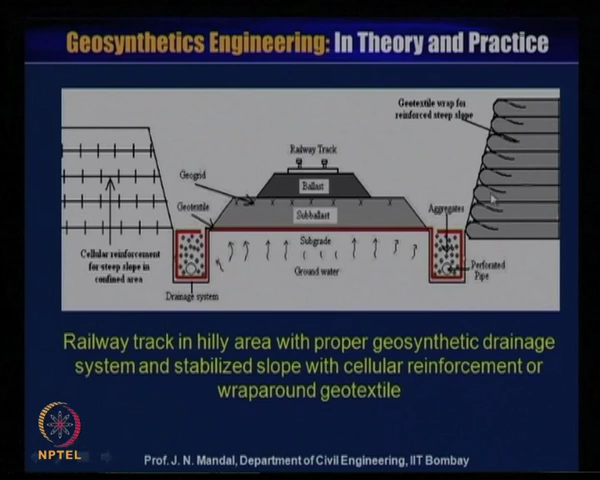 Geosynthetics Engineering: In Theory and Practice
Geotextile wrap for
reinforced steep slope
Railway Track
Geogrid
Ballast
Geotextile
Subballast
Aggregates
Cellular reinforcement
for steep slope in
confined area
Subgrade
Ground water
Perforated
Pipe
Drainage system
Railway track in hilly area with proper geosynthetic drainage
system and stabilized slope with cellular reinforcement or
wraparound geotextile
NPTEL
Prof. J. N. Mandal, Department of Civil Engineering, IIT Bombay